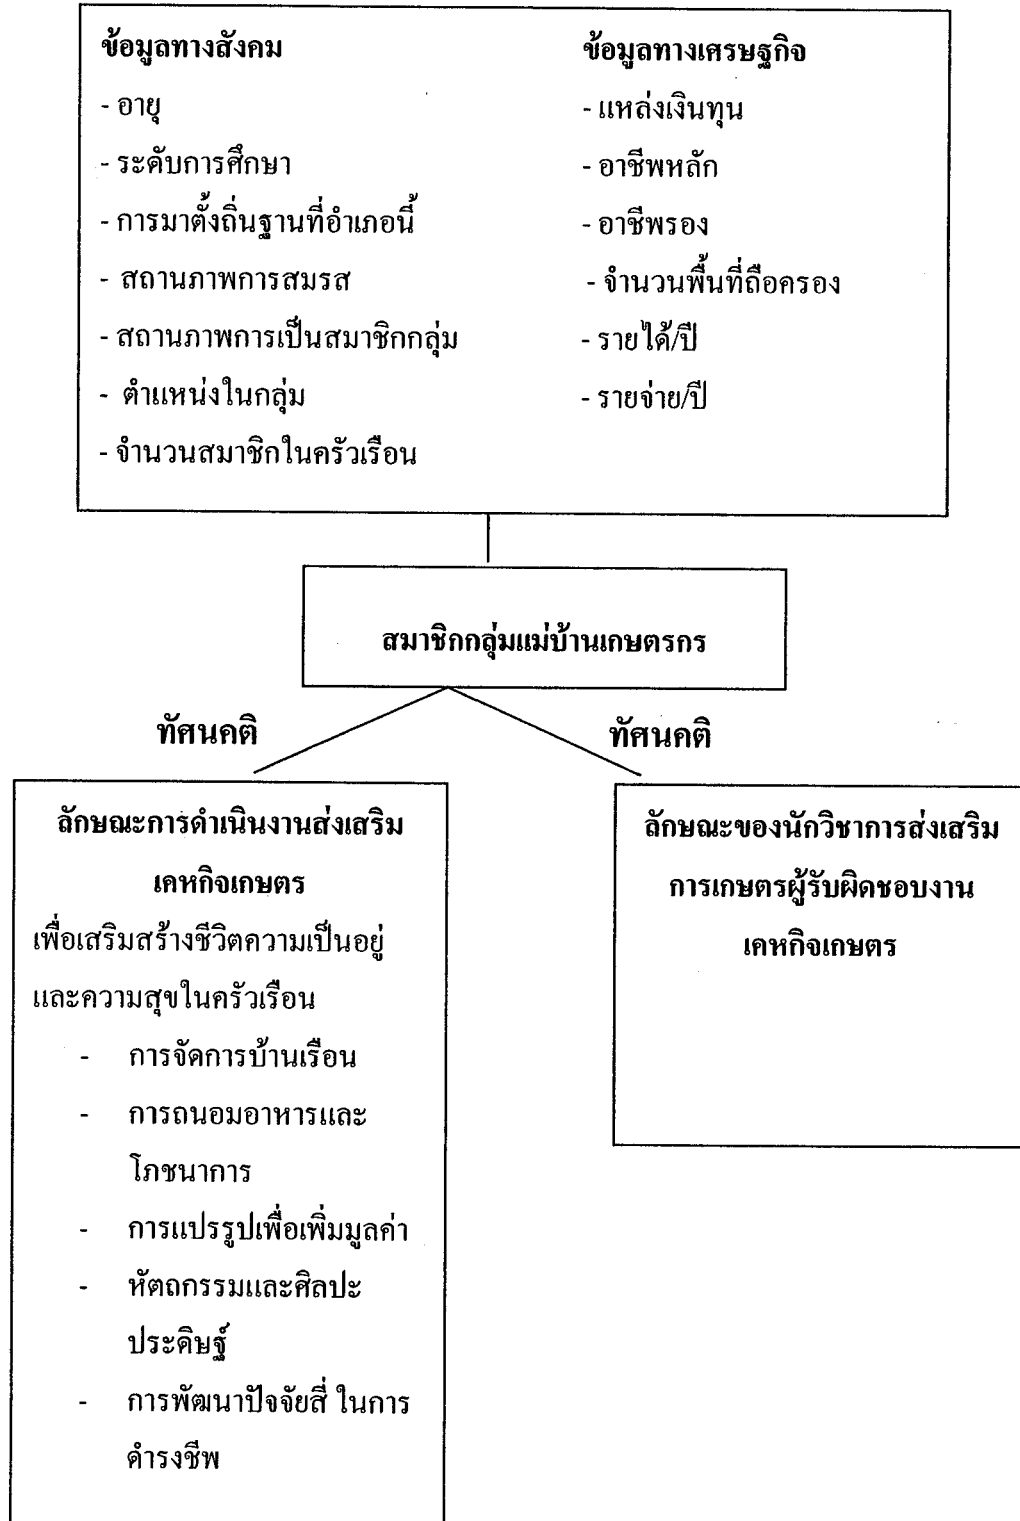 ข้อมูลทางสังคม
- อายุ
- ระดับการศึกษา
- การมาตั้งถิ่นฐานที่อำเภอนี้
- สถานภาพการสมรส
- สถานภาพการเป็นสมาชิกกลุ่ม
- ตำแหน่งในกลุ่ม
- จำนวนสมาชิกในครัวเรือน
ข้อมูลทางเศรษฐกิจ
- แหล่งเงินทุน
- อาชีพหลัก
- อาชีพรอง
- จำนวนพื้นที่ถือครอง
- รายได้/ปี
- รายจ่าย/ปี
สมาชิกกลุ่มแม่บ้านเกษตรกร
ทัศนคติ
ทัศนคติ
ลักษณะการดำเนินงานส่งเสริม
เคหกิจเกษตร
เพื่อเสริมสร้างชีวิตความเป็นอยู่
และความสุขในครัวเรือน
- การจัดการบ้านเรือน
- การถนอมอาหารและ
โภชนาการ
- การแปรรูปเพื่อเพิ่มมูลค่า
- หัตถกรรมและศิลปะ
ประดิษฐ์
- การพัฒนาปัจจัยสี่ ในการ
ดำรงชีพ
ลักษณะของนักวิชาการส่งเสริม
การเกษตรผู้รับผิดชอบงาน
เคหกิจเกษตร